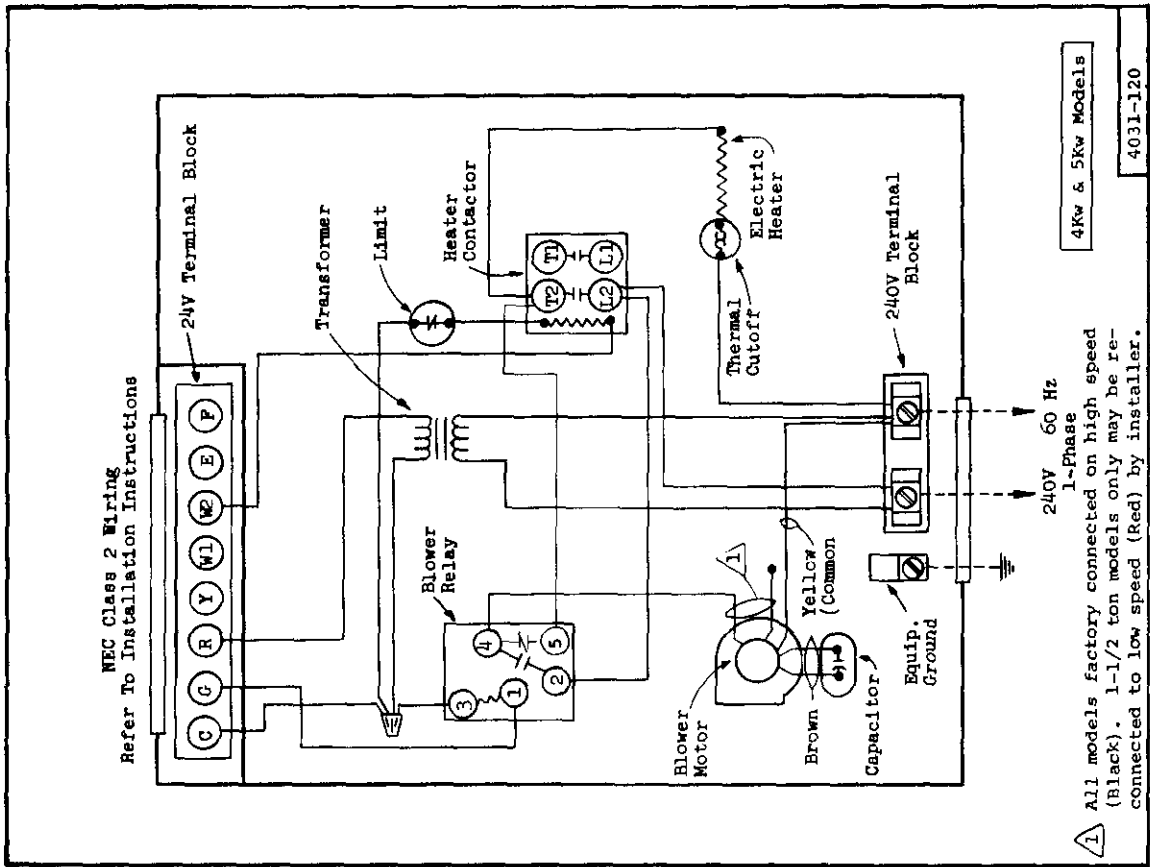 NEC Class 2 Wiring
Refer To Installation Instructions
24V Terminal Block
C G R Y W1 W2 E F
Transformer
Limit
Blower
Relay
3 1 4 2 5
Heater
Contactor
T2 T1
L2 L1
Blower
Motor
1
Yellow
(Common
Brown
Capacitor
Thermal
Cutoff
Electric
Heater
Equip.
Ground
240V Terminal
Block
240V 60 Hz
1-Phase
1 All models factory connected on high speed
(Black). 1-1/2 ton models only may be re-
connected to low speed (Red) by installer.
4Kw & 5Kw Models
4031-120